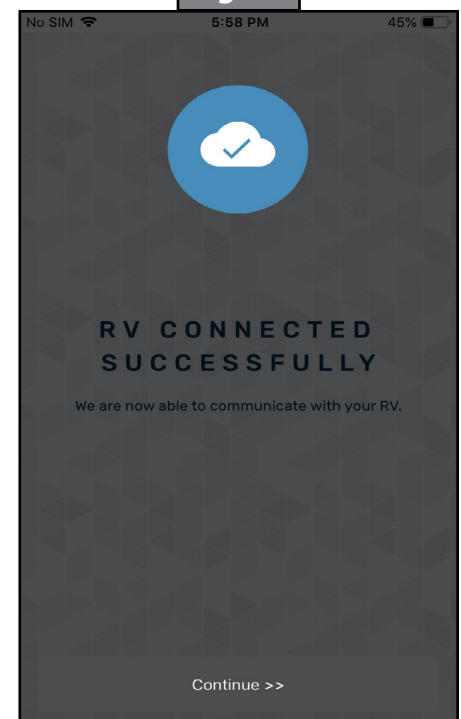 No SIM 5:58 PM 45%
RV CONNECTED
SUCCESSFULLY
We are now able to communicate with your RV.
Continue >>